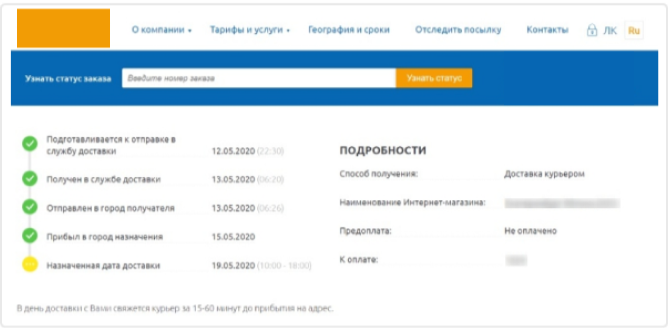 О компании Тарифы и услуги География и сроки Отследить посылку Контакты ЛК Ru
Узнать статус заказа Введите номер заказа Узнать статус
Подготавливается к отправке в
службу доставки 12.05.2020 (22:30)
Получен в службе доставки 13.05.2020 (06:20)
Отправлен в город получателя 13.05.2020 (06:26)
Прибыл в город назначения 15.05.2020
Назначенная дата доставки 19.05.2020 (10:00 - 18:00)
ПОДРОБНОСТИ
Способ получения: Доставка курьером
Наименование Интернет-магазина:
Предоплата: Не оплачено
К оплате:
В день доставки с Вами свяжется курьер за 15-60 минут до прибытия на адрес.